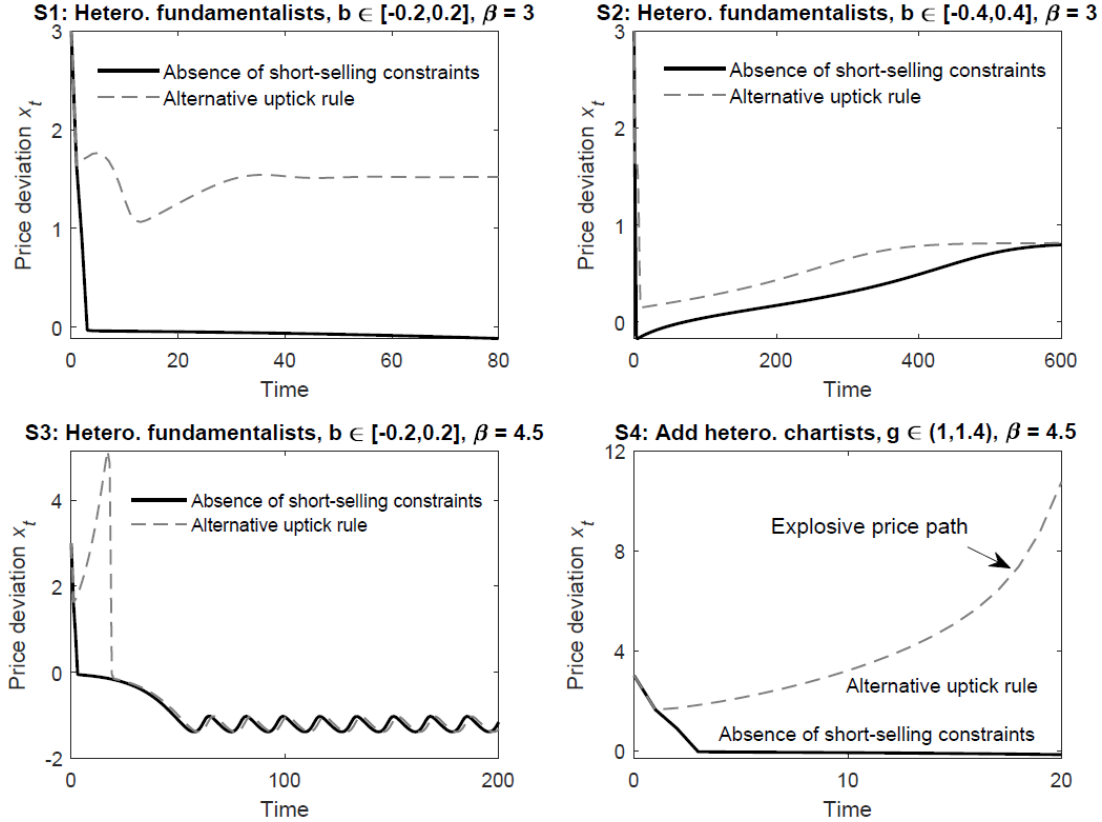 S1: Hetero. fundamentalists, b ∈ [-0.2,0.2], β = 3
3
2
1
0
Price deviation x_t
Absence of short-selling constraints
Alternative uptick rule
0 20 40 60 80
Time
S2: Hetero. fundamentalists, b ∈ [-0.4,0.4], β = 3
3
2
1
0
Price deviation x_t
Absence of short-selling constraints
Alternative uptick rule
0 200 400 600
Time
S3: Hetero. fundamentalists, b ∈ [-0.2,0.2], β = 4.5
4
2
0
-2
Price deviation x_t
Absence of short-selling constraints
Alternative uptick rule
0 100 200
Time
S4: Add hetero. chartists, g ∈ (1,1.4), β = 4.5
12
8
4
0
Price deviation x_t
Explosive price path
Alternative uptick rule
Absence of short-selling constraints
0 10 20
Time